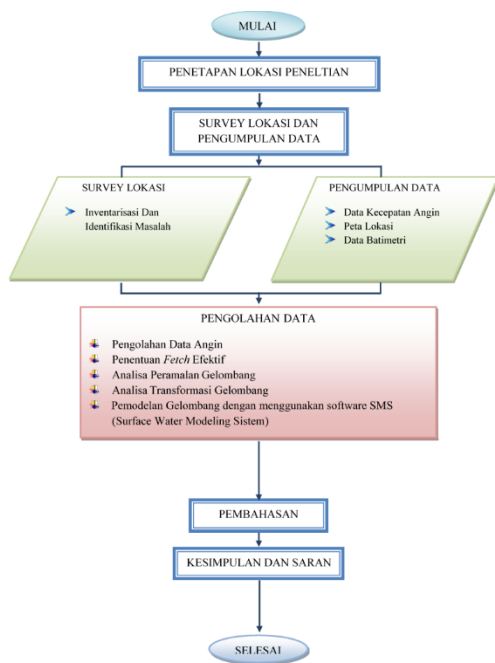 MULAI
PENETAPAN LOKASI PENELTIAN
SURVEY LOKASI DAN
PENGUMPULAN DATA
SURVEY LOKASI
Inventarisasi Dan
Identifikasi Masalah
PENGUMPULAN DATA
Data Kecepatan Angin
Peta Lokasi
Data Batimetri
PENGOLAHAN DATA
Pengolahan Data Angin
Penentuan Fetch Efektif
Analisa Peramalan Gelombang
Analisa Transformasi Gelombang
Pemodelan Gelombang dengan menggunakan software SMS
(Surface Water Modeling Sistem)
PEMBAHASAN
KESIMPULAN DAN SARAN
SELESAI